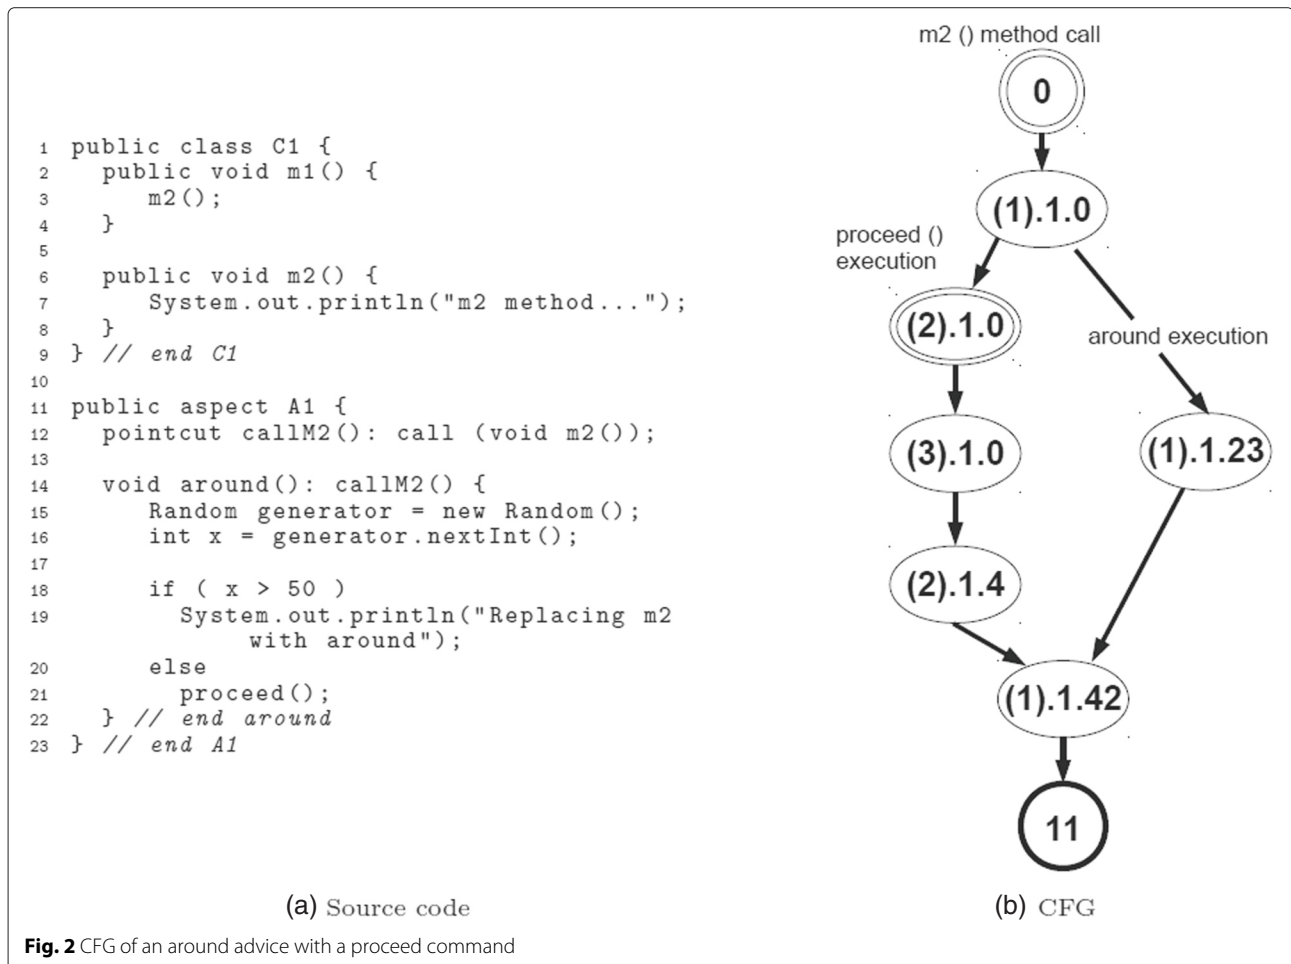 1 public class C1 {
2 public void m1() {
3 m2();
4 }
5
6 public void m2() {
7 System.out.println("m2 method...");
8 }
9 } // end C1
10
11 public aspect A1 {
12 pointcut callM2(): call (void m2());
13
14 void around(): callM2() {
15 Random generator = new Random();
16 int x = generator.nextInt();
17
18 if ( x > 50 )
19 System.out.println("Replacing m2
with around");
20 else
21 proceed();
22 } // end around
23 } // end A1
(a) Source code
m2 () method call
0
(1).1.0
proceed ()
execution
(2).1.0
around execution
(3).1.0
(1).1.23
(2).1.4
(1).1.42
11
(b) CFG
Fig. 2 CFG of an around advice with a proceed command